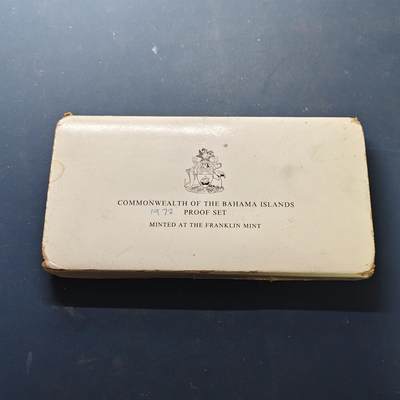 COMMONWEALTH OF THE BAHAMA ISLANDS
1972 PROOF SET
MINTED AT THE FRANKLIN MINT